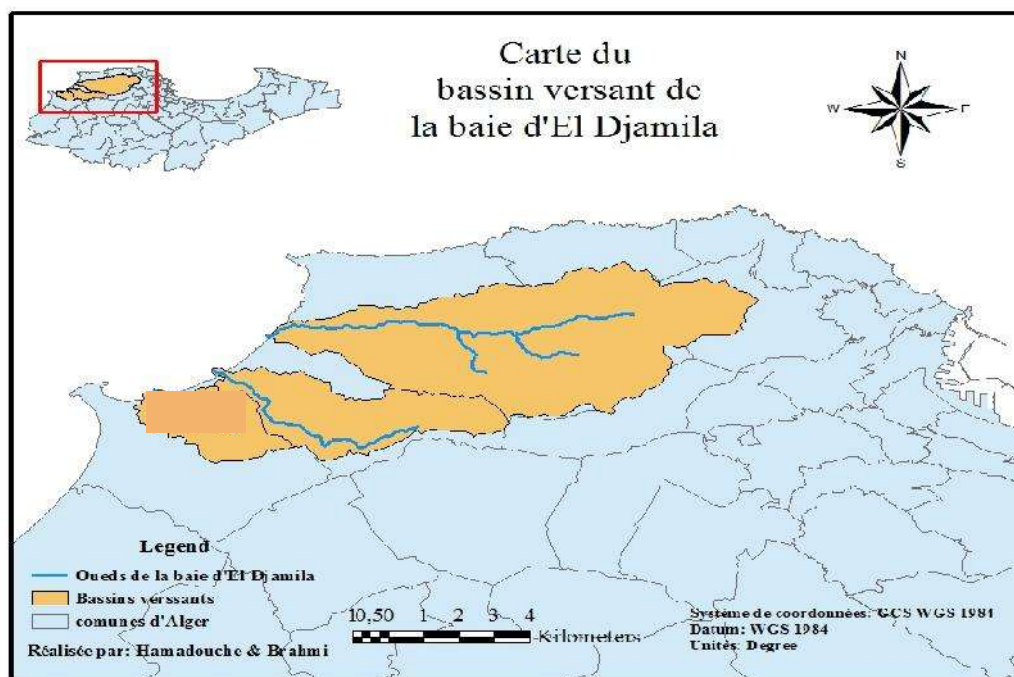 Carte du
bassin versant de
la baie d'El Djamila
N
W E
S
Legend
Oueds de la baie d'El Djamila
Bassins verssants
comunes d'Alger
Réalisée par: Hamadouche & Brahmi
10,50 1 2 3 4
Kilometers
Système de coordonnées: GCS WGS 1984
Datum: WGS 1984
Unités: Degree